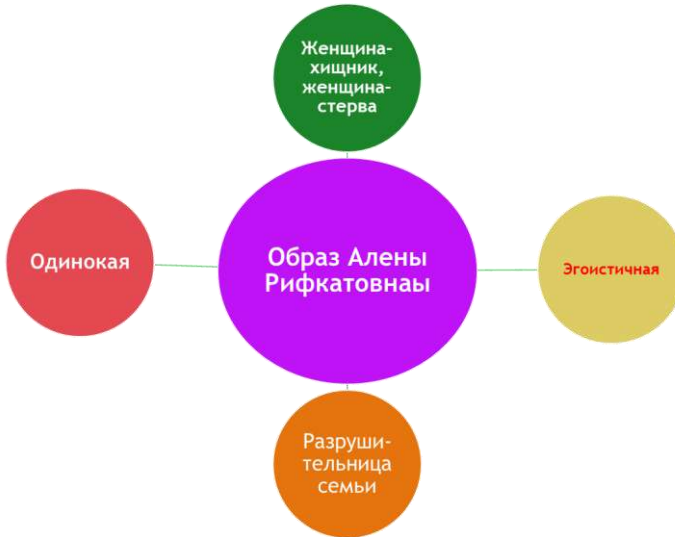 Женщина-
хищник,
женщина-
стерва
Одинокая
Образ Алены
Рифкатовнаы
Эгоистичная
Разруши-
тельница
семьи